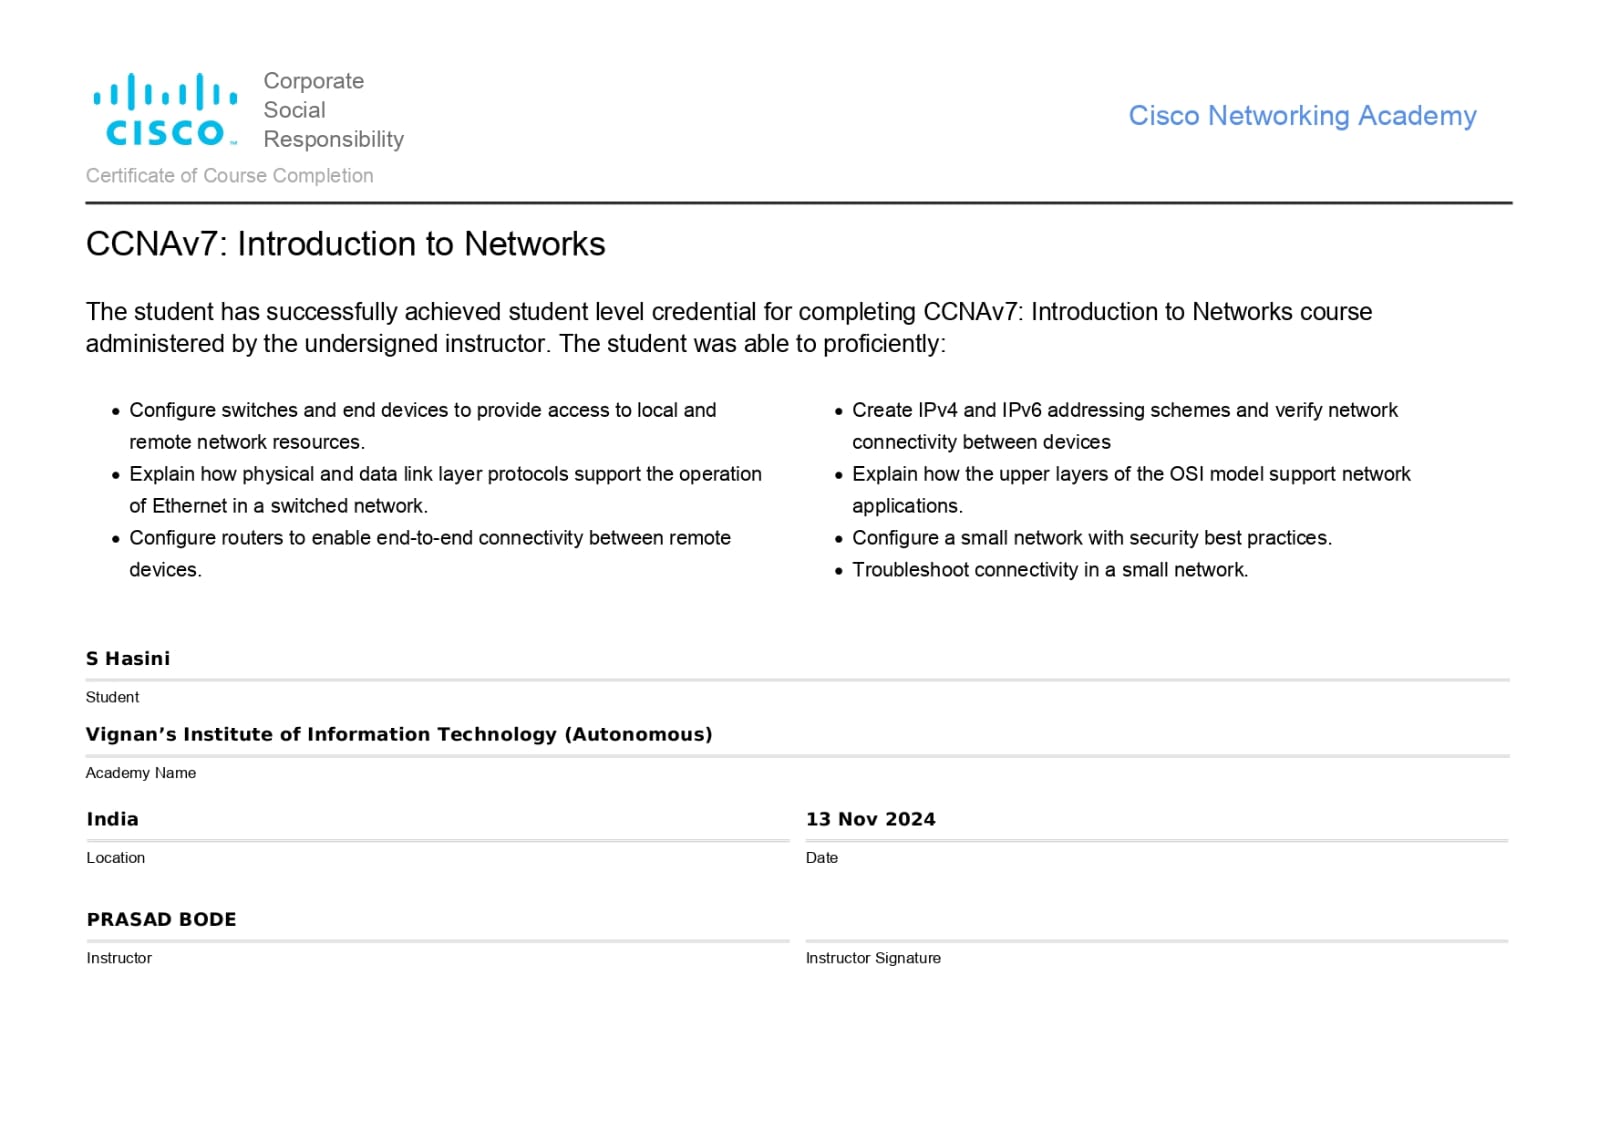 Corporate
Social
Responsibility
CISCO™
Certificate of Course Completion
Cisco Networking Academy
CCNAv7: Introduction to Networks
The student has successfully achieved student level credential for completing CCNAv7: Introduction to Networks course
administered by the undersigned instructor. The student was able to proficiently:
• Configure switches and end devices to provide access to local and
remote network resources.
• Explain how physical and data link layer protocols support the operation
of Ethernet in a switched network.
• Configure routers to enable end-to-end connectivity between remote
devices.
• Create IPv4 and IPv6 addressing schemes and verify network
connectivity between devices
• Explain how the upper layers of the OSI model support network
applications.
• Configure a small network with security best practices.
• Troubleshoot connectivity in a small network.
S Hasini
Student
Vignan’s Institute of Information Technology (Autonomous)
Academy Name
India
Location
13 Nov 2024
Date
PRASAD BODE
Instructor
Instructor Signature